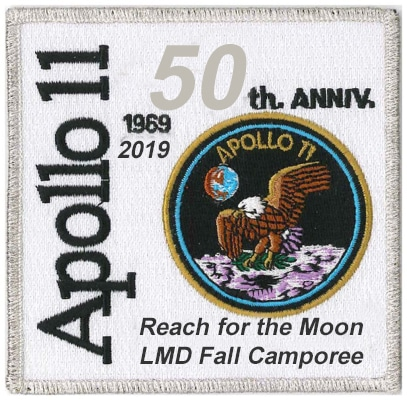 Apollo 11
50
th. ANNIV.
1969
2019
APOLLO 11
Reach for the Moon
LMD Fall Camporee